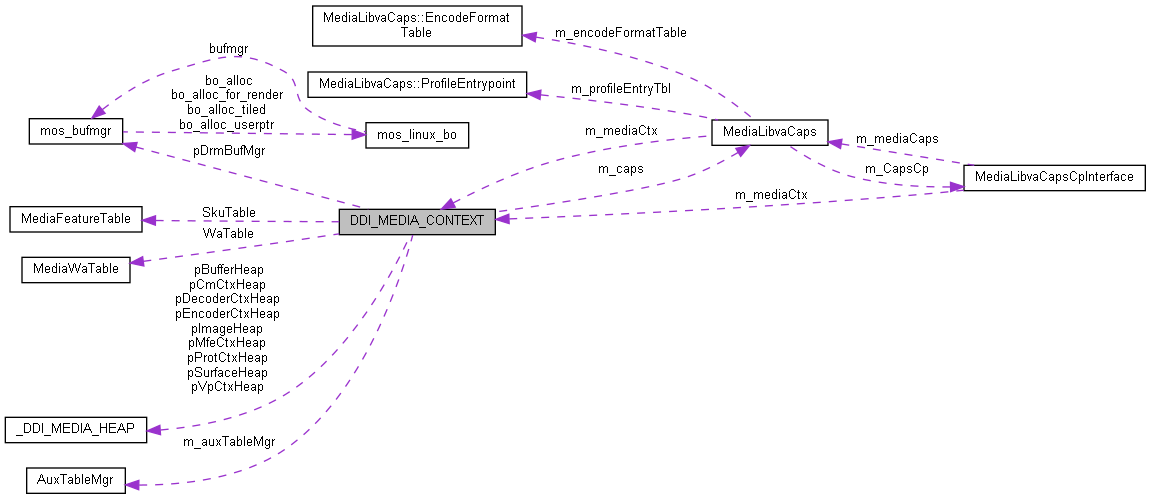 MediaLibvaCaps::EncodeFormat
Table
m_encodeFormatTable
bufmgr
MediaLibvaCaps::ProfileEntrypoint
m_profileEntryTbl
bo_alloc
bo_alloc_for_render
bo_alloc_tiled
bo_alloc_userptr
mos_bufmgr
mos_linux_bo
m_mediaCtx
MediaLibvaCaps
m_mediaCaps
pDrmBufMgr
m_caps
m_CapsCp
MediaLibvaCapsCpInterface
m_mediaCtx
MediaFeatureTable
SkuTable
DDI_MEDIA_CONTEXT
WaTable
MediaWaTable
pBufferHeap
pCmCtxHeap
pDecoderCtxHeap
pEncoderCtxHeap
pImageHeap
pMfeCtxHeap
pProtCtxHeap
pSurfaceHeap
pVpCtxHeap
_DDI_MEDIA_HEAP
m_auxTableMgr
AuxTableMgr